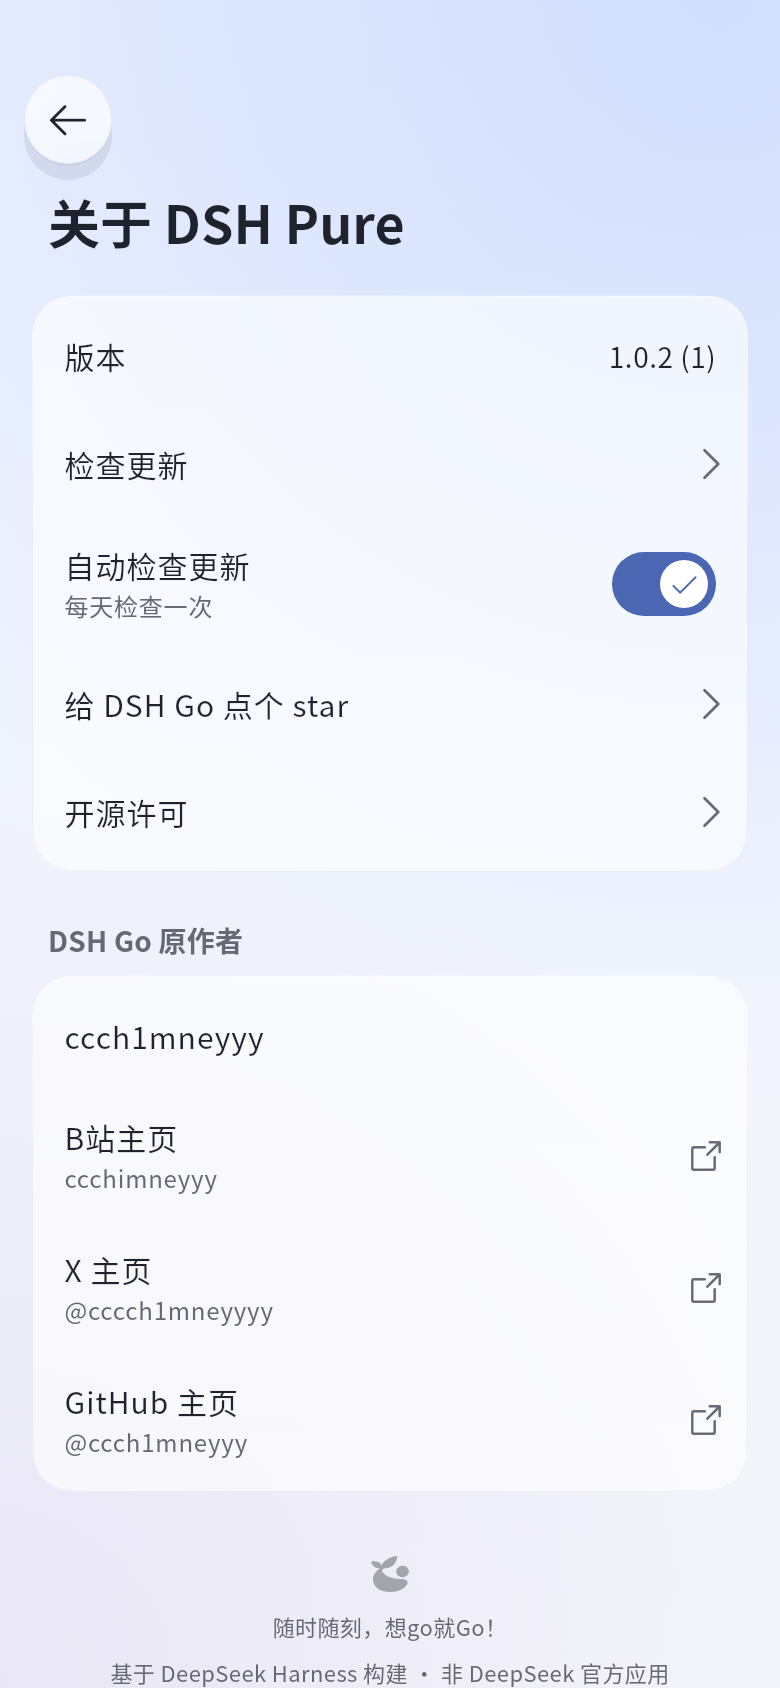 关于 DSH Pure
版本 1.0.2 (1)
检查更新
自动检查更新
每天检查一次
给 DSH Go 点个 star
开源许可
DSH Go 原作者
ccch1mneyyy
B站主页
ccchimneyyy
X 主页
@cccch1mneyyyy
GitHub 主页
@ccch1mneyyy
随时随刻，想go就Go！
基于 DeepSeek Harness 构建 · 非 DeepSeek 官方应用